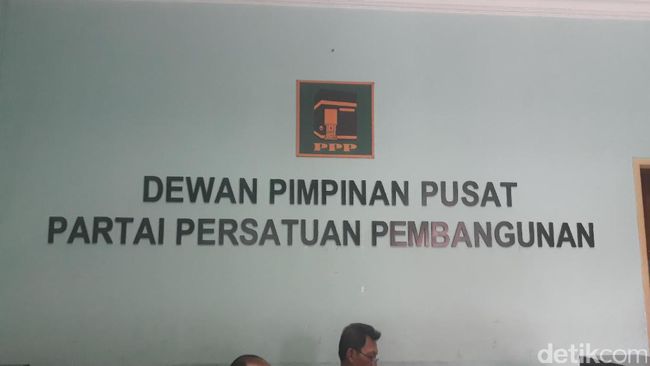 PPP
DEWAN PIMPINAN PUSAT
PARTAI PERSATUAN PEMBANGUNAN
detikcom